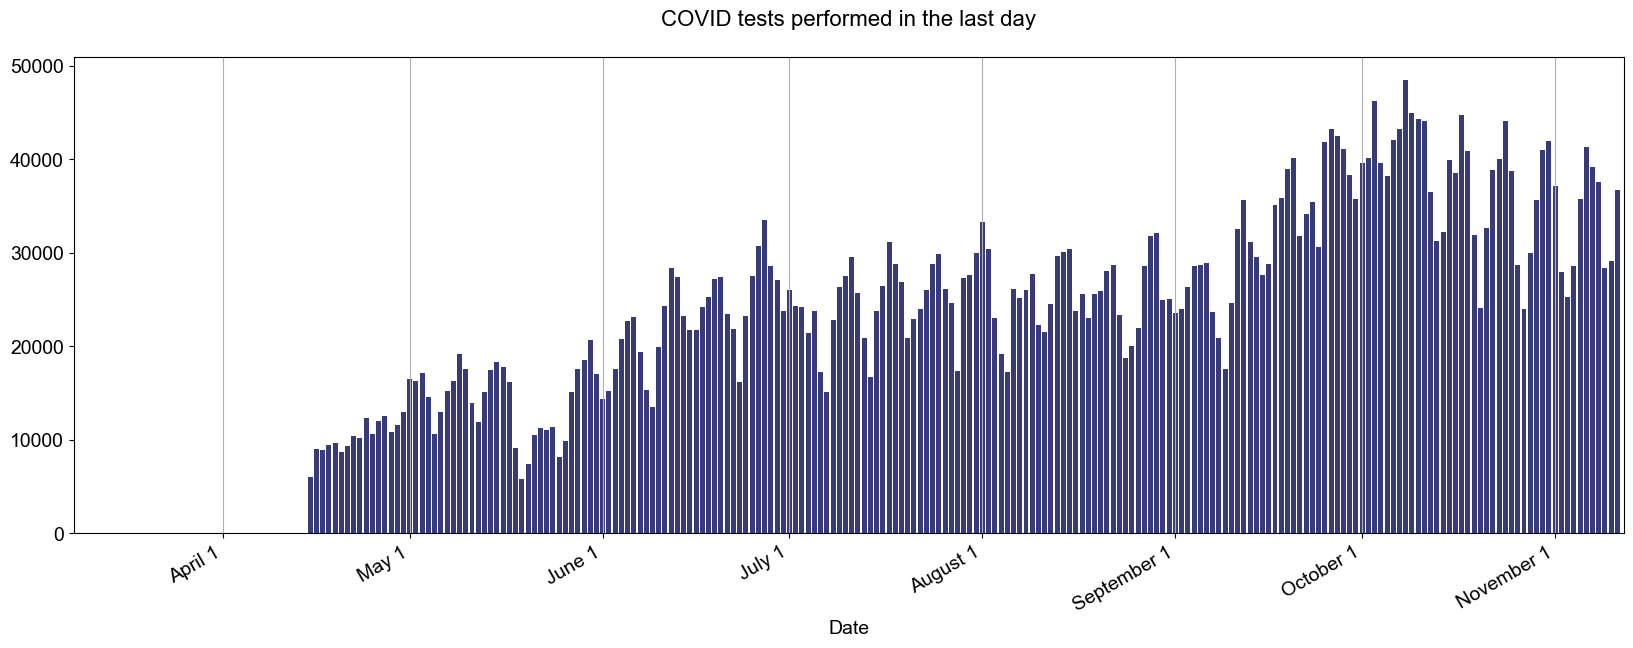 COVID tests performed in the last day
50000
40000
30000
20000
10000
0
April 1
May 1
June 1
July 1
August 1
September 1
October 1
November 1
Date